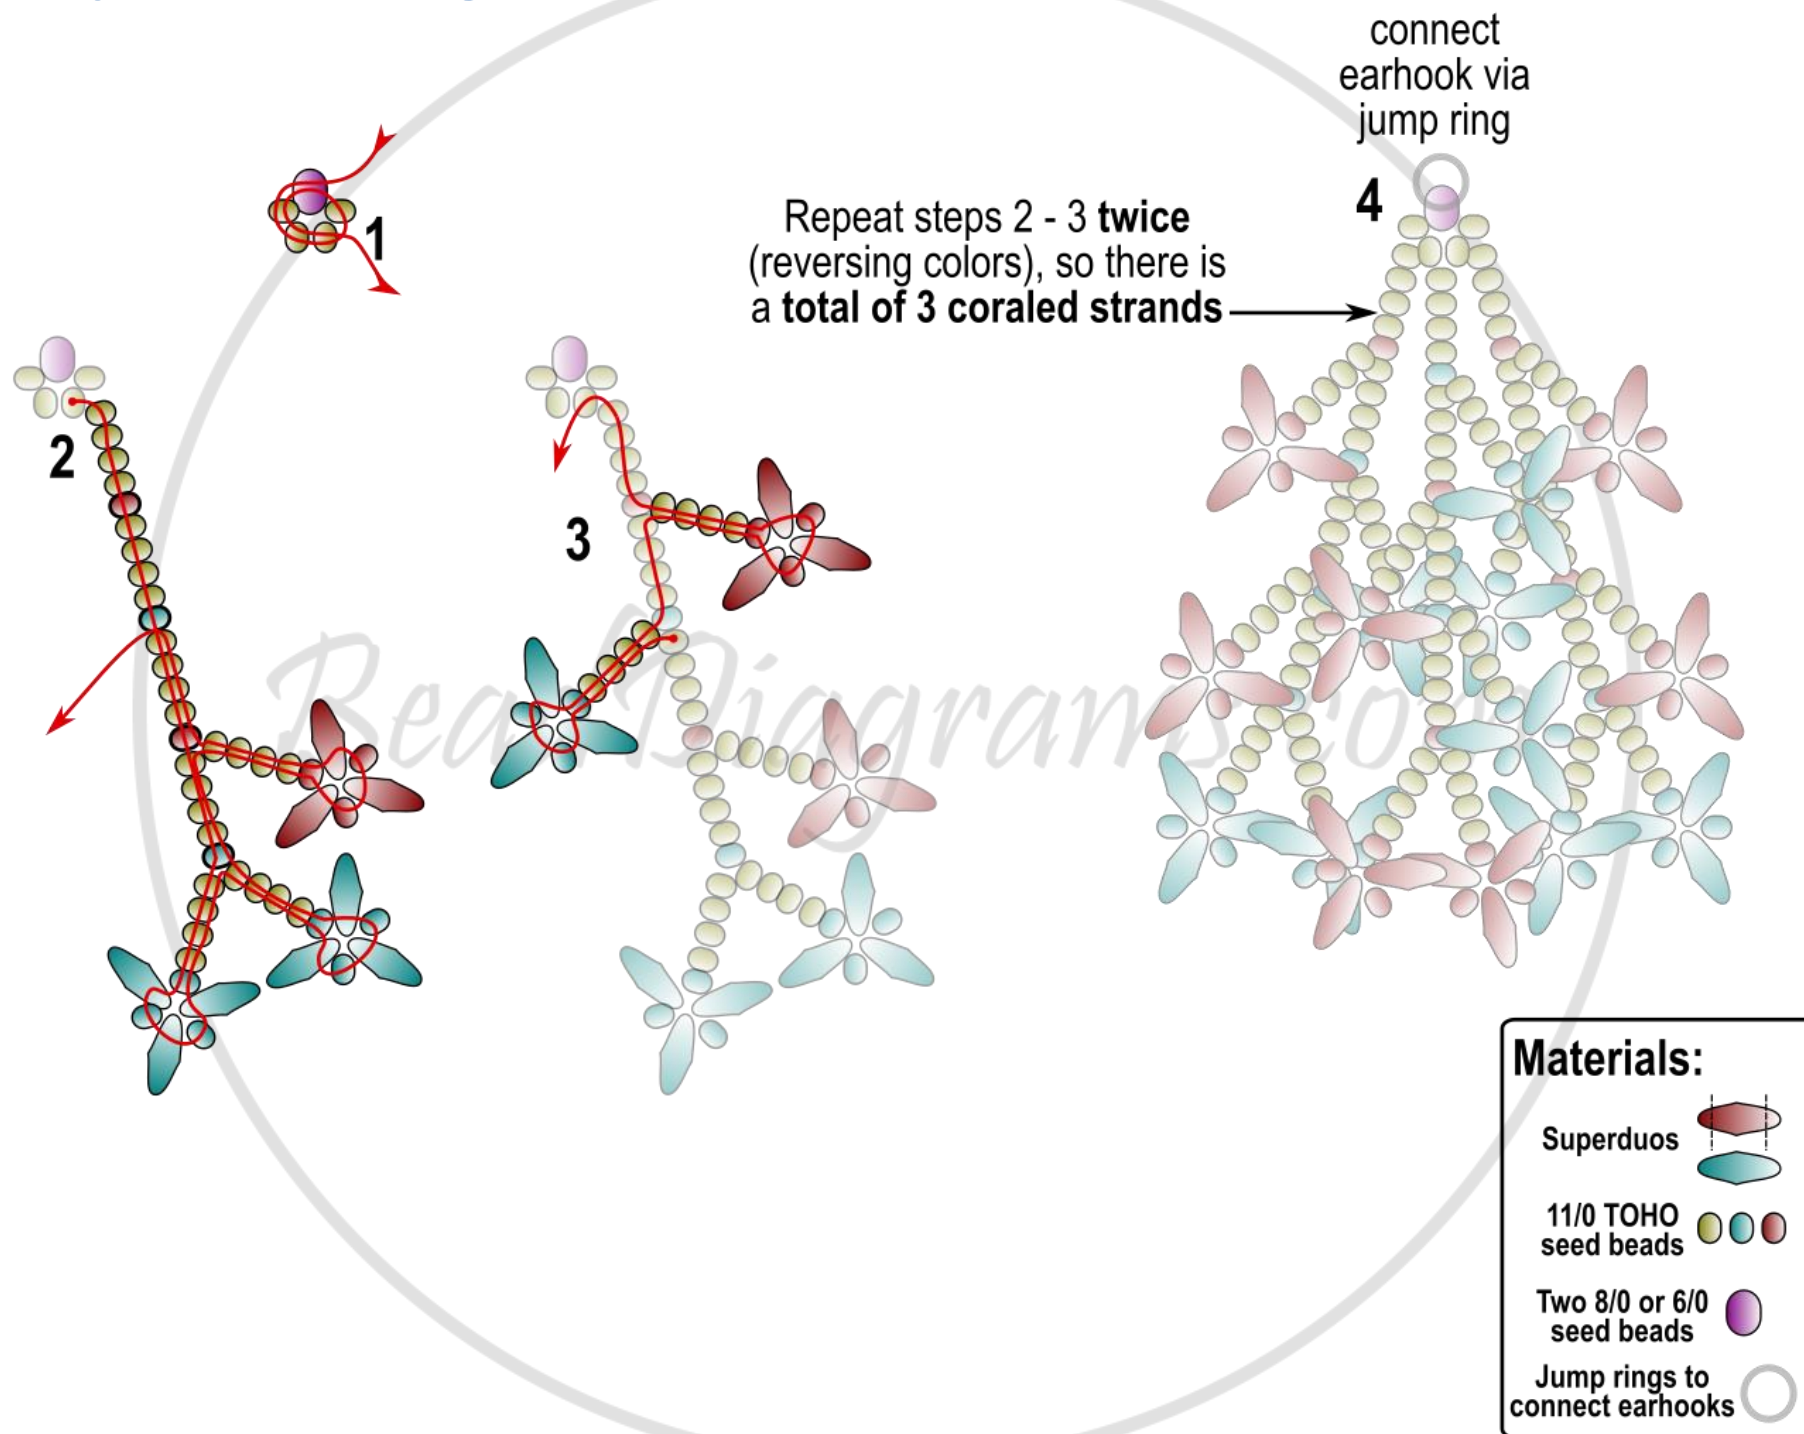 connect
earhook via
jump ring
1
4
Repeat steps 2 - 3 twice
(reversing colors), so there is
a total of 3 coraled strands
2
3
BeadDiagrams.com
Materials:
Superduos
11/0 TOHO
seed beads
Two 8/0 or 6/0
seed beads
Jump rings to
connect earhooks